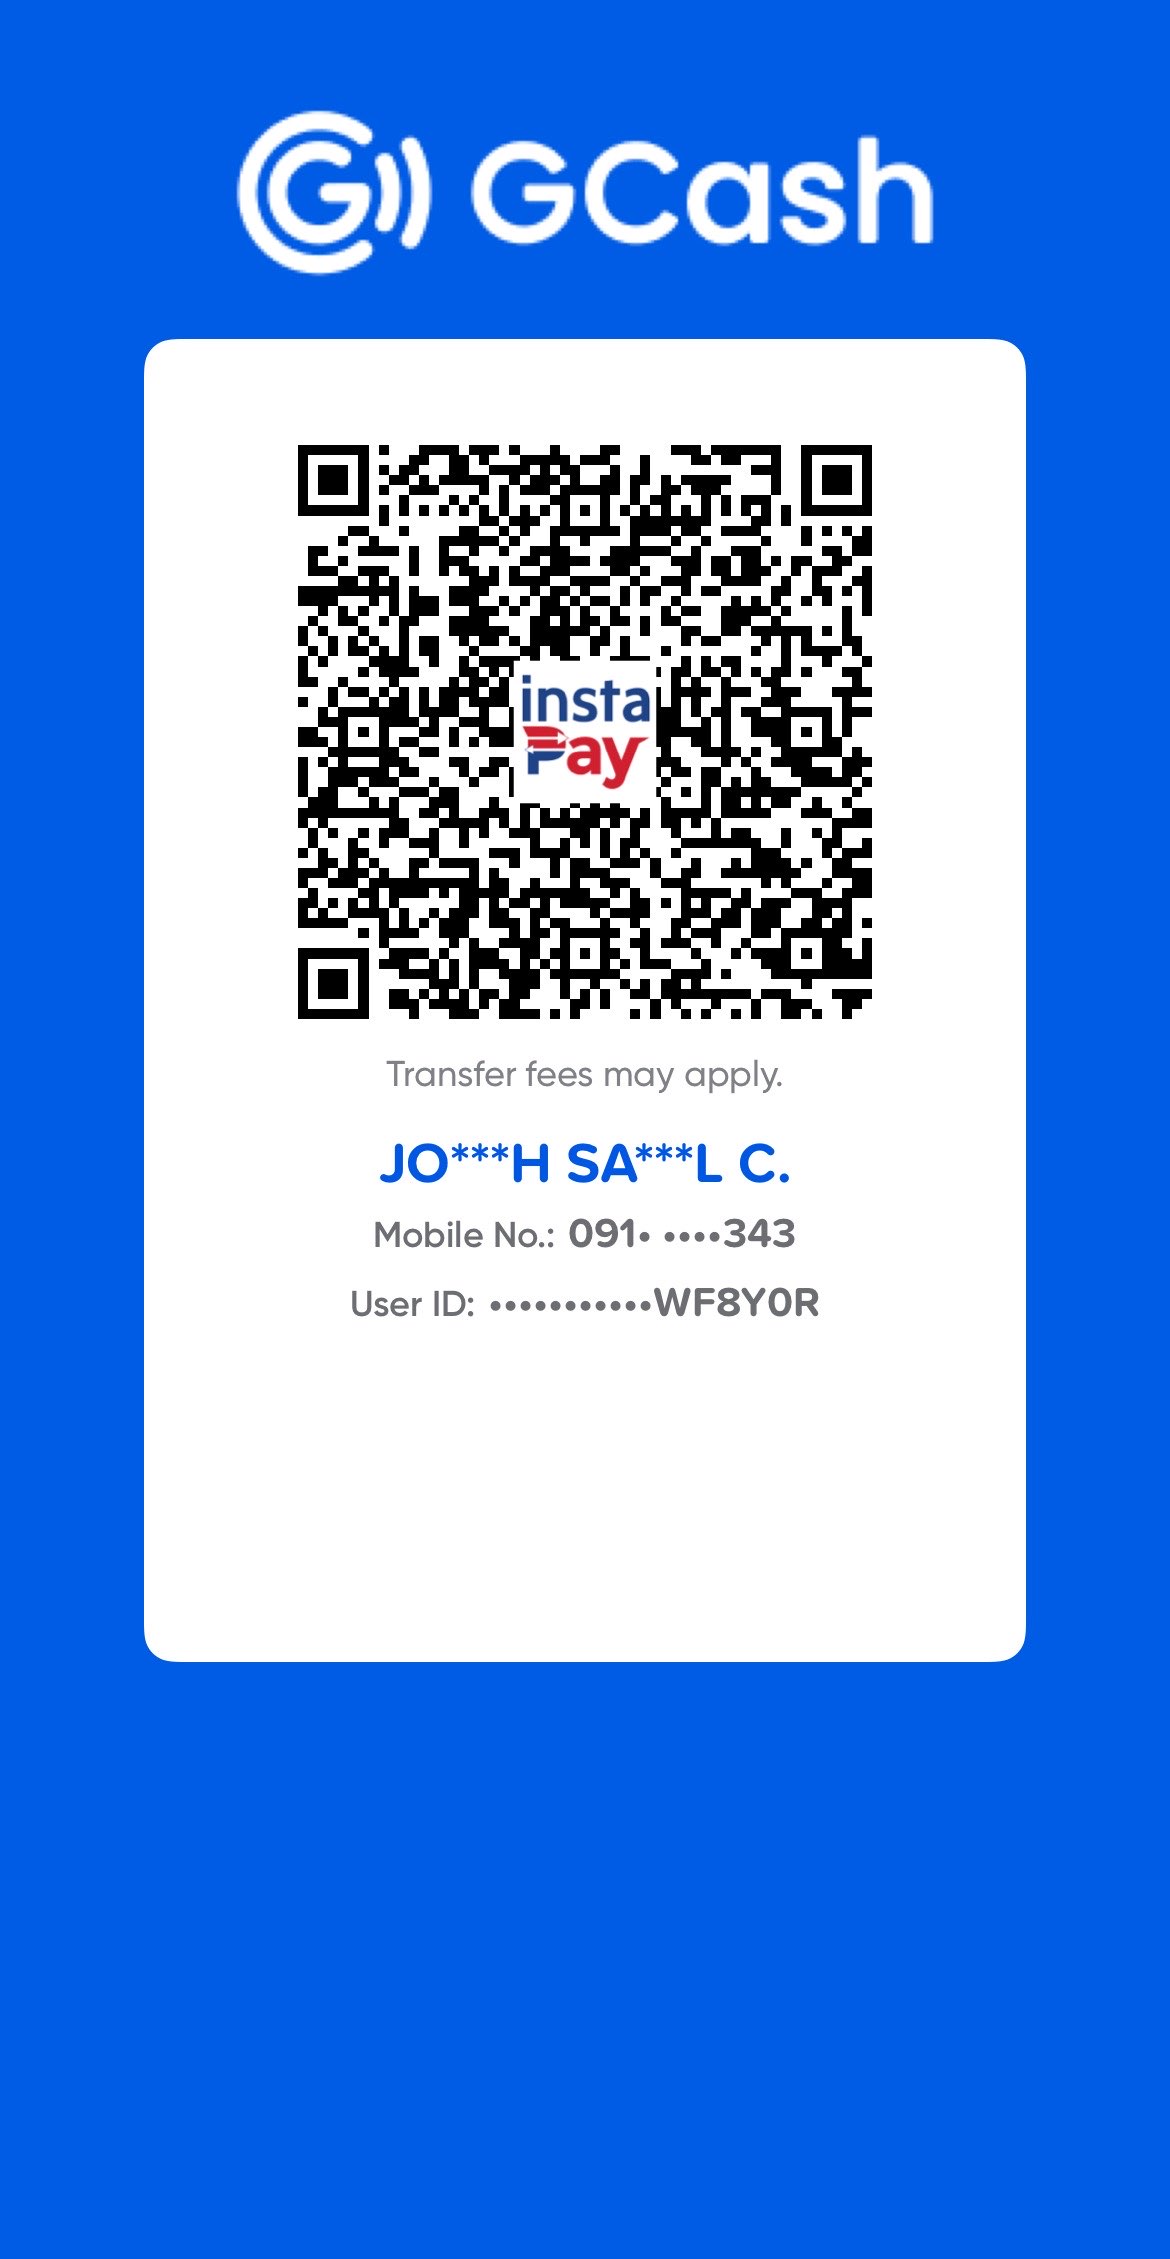 GCash
insta
Pay
Transfer fees may apply.
JO***H SA***L C.
Mobile No.: 091• ••••343
User ID: •••••••••••WF8Y0R